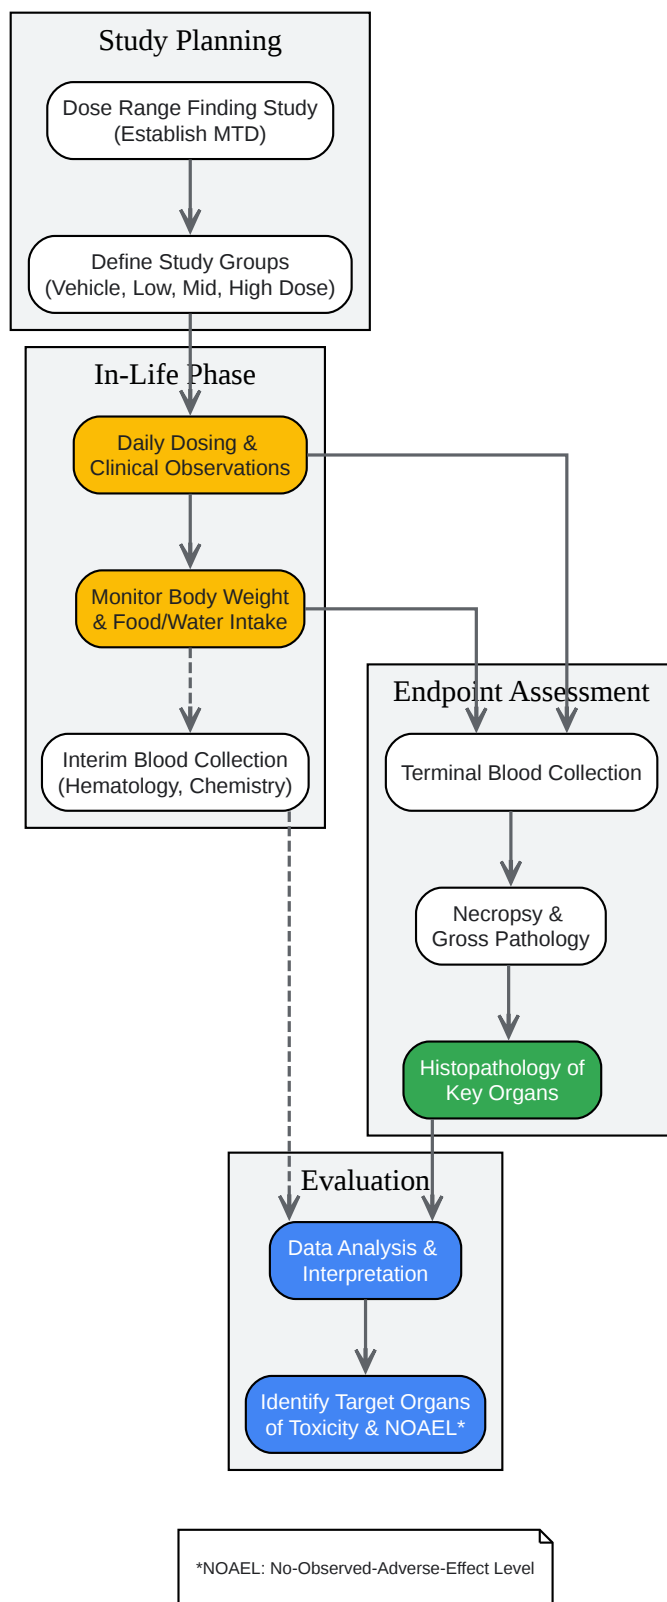 Study Planning
Dose Range Finding Study
(Establish MTD)
Define Study Groups
(Vehicle, Low, Mid, High Dose)
In-Life Phase
Daily Dosing &
Clinical Observations
Monitor Body Weight
& Food/Water Intake
Interim Blood Collection
(Hematology, Chemistry)
Endpoint Assessment
Terminal Blood Collection
Necropsy &
Gross Pathology
Histopathology of
Key Organs
Evaluation
Data Analysis &
Interpretation
Identify Target Organs
of Toxicity & NOAEL*
*NOAEL: No-Observed-Adverse-Effect Level